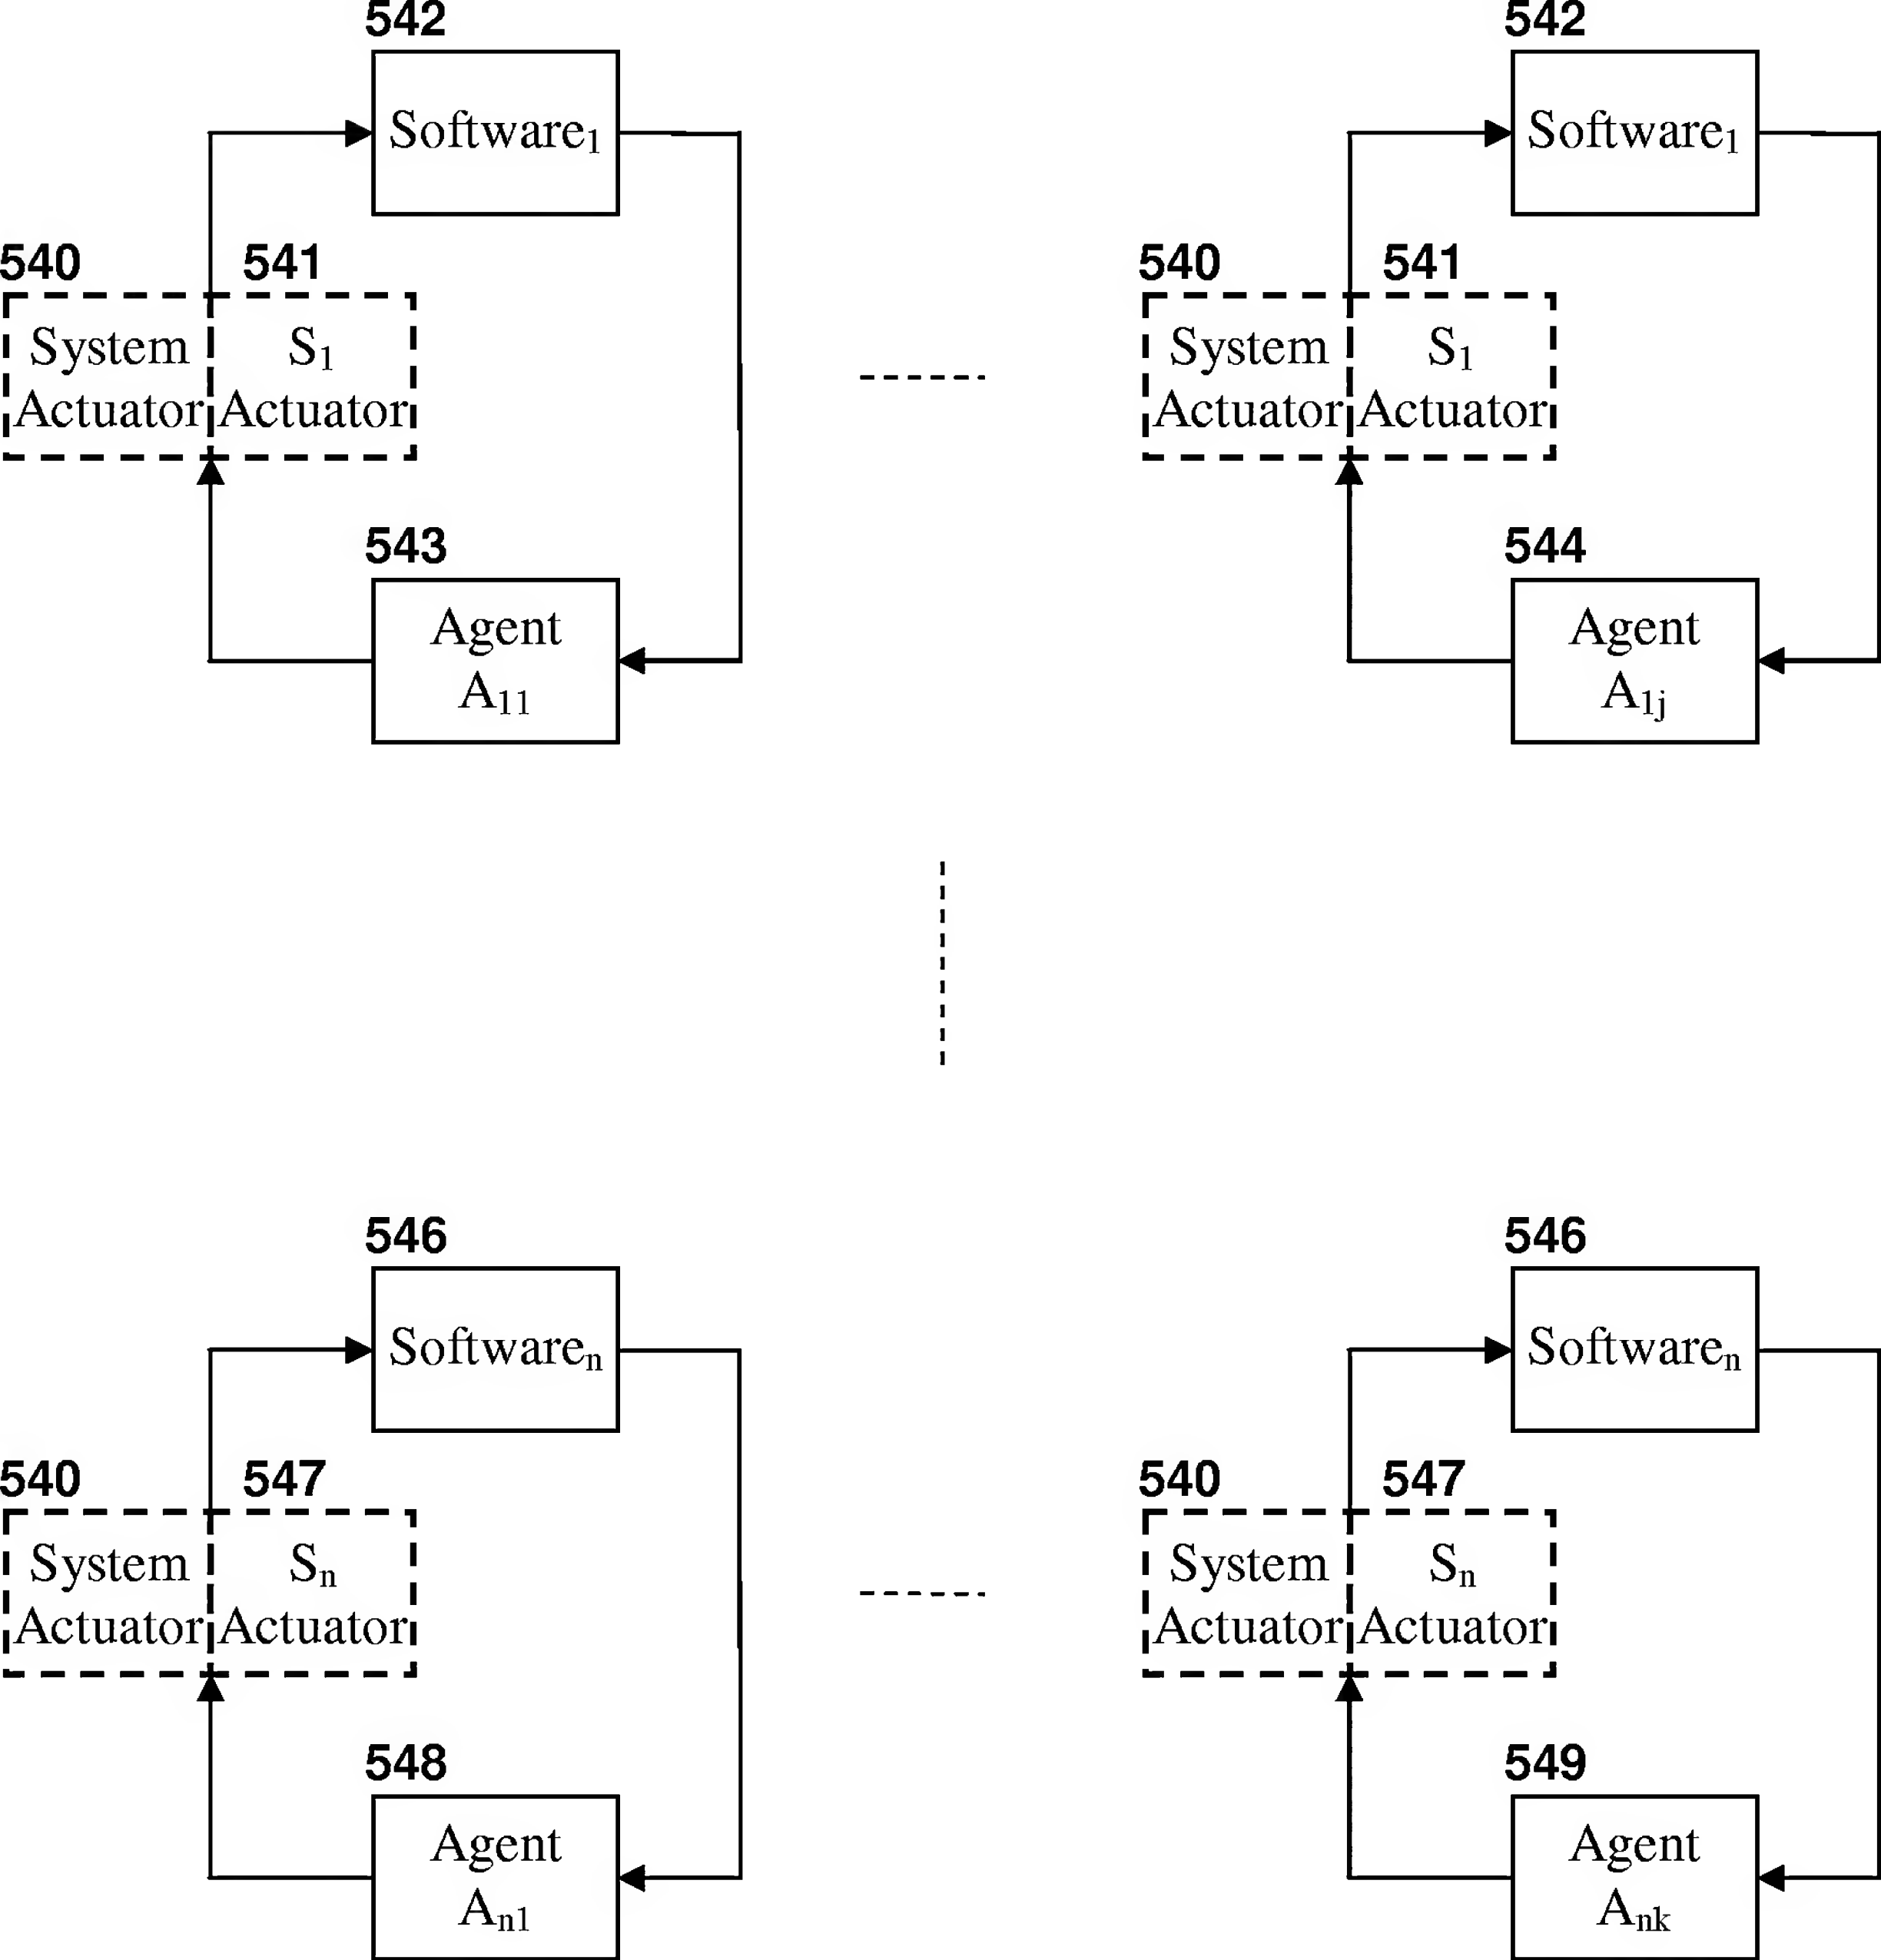 542
Software₁
540
541
System
Actuator
S₁
Actuator
543
Agent
A₁₁
542
Software₁
540
541
System
Actuator
S₁
Actuator
544
Agent
A₁ⱼ
546
Softwareₙ
540
547
System
Actuator
Sₙ
Actuator
548
Agent
Aₙ₁
546
Softwareₙ
540
547
System
Actuator
Sₙ
Actuator
549
Agent
Aₙₖ